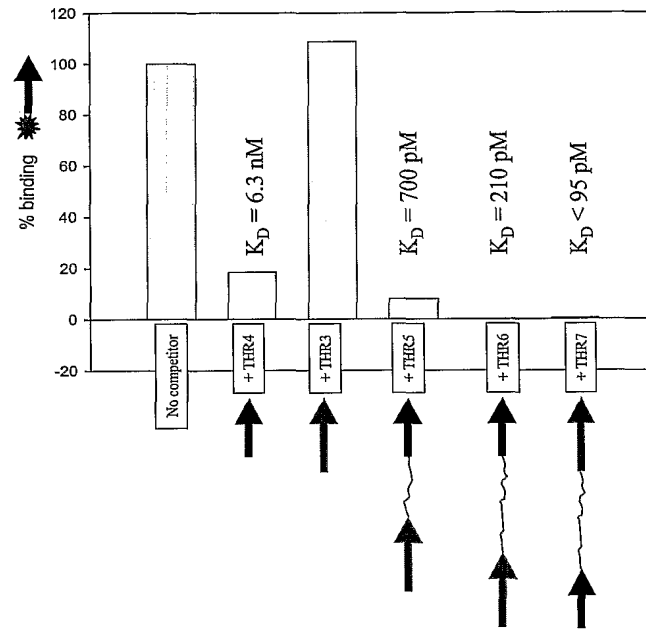 120
100
80
60
40
20
0
-20
% binding
K_D = 6.3 nM
K_D = 700 pM
K_D = 210 pM
K_D < 95 pM
No competitor
+ THR4
+ THR3
+ THR5
+ THR6
+ THR7